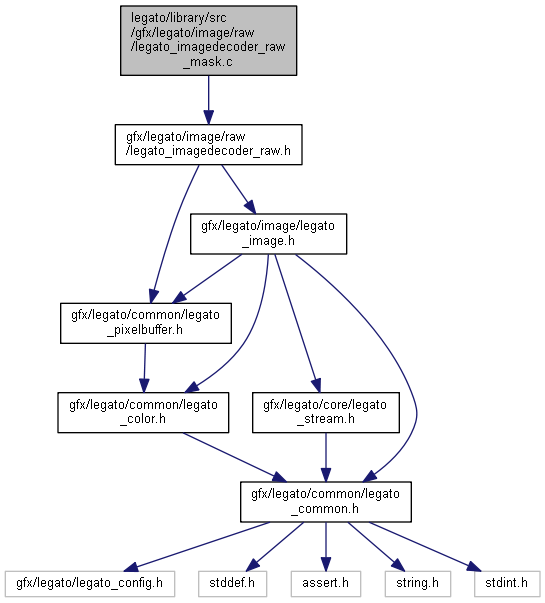 legato/library/src
/gfx/legato/image/raw
/legato_imagedecoder_raw
_mask.c
gfx/legato/image/raw
/legato_imagedecoder_raw.h
gfx/legato/image/legato
_image.h
gfx/legato/common/legato
_pixelbuffer.h
gfx/legato/common/legato
_color.h
gfx/legato/core/legato
_stream.h
gfx/legato/common/legato
_common.h
gfx/legato/legato_config.h
stddef.h
assert.h
string.h
stdint.h